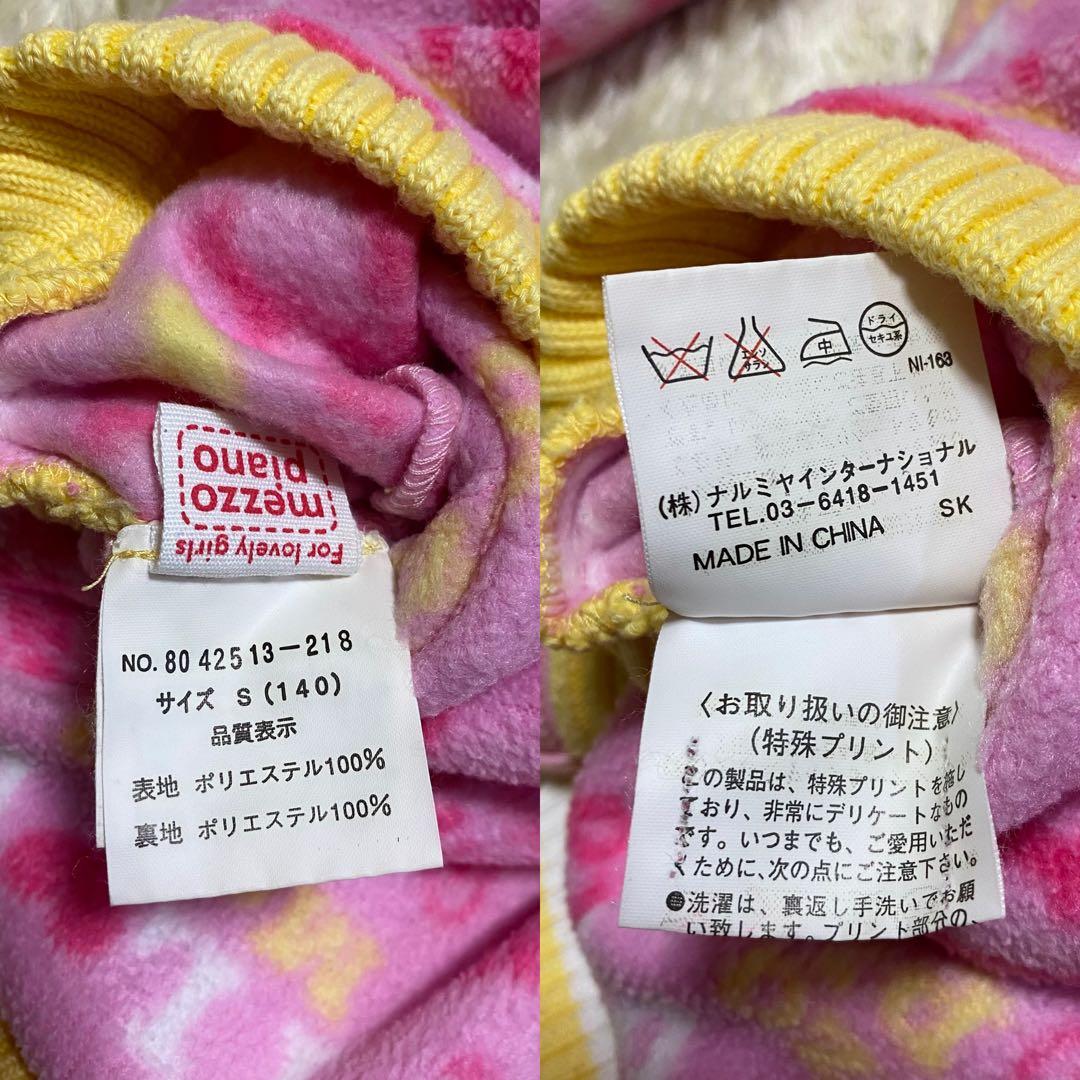 mezzo
piano
For lovely girls
NO. 80 42513-218
サイズ S (140)
品質表示
表地 ポリエステル100%
裏地 ポリエステル100%
エンソ
サラシ
中
ドライ
セキユ系
NI-163
(株)ナルミヤインターナショナル
TEL.03-6418-1451
MADE IN CHINA SK
〈お取り扱いの御注意〉
(特殊プリント)
この製品は、特殊プリントを施し
ており、非常にデリケートなもの
です。いつまでも、ご愛用いただ
くために、次の点にご注意下さい。
●洗濯は、裏返し手洗いでお願
い致します。プリント部分の、